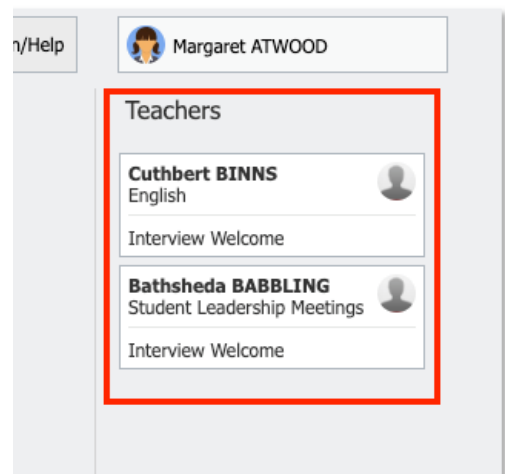 n/Help
Margaret ATWOOD
Teachers
Cuthbert BINNS
English
Interview Welcome
Bathsheda BABBLING
Student Leadership Meetings
Interview Welcome